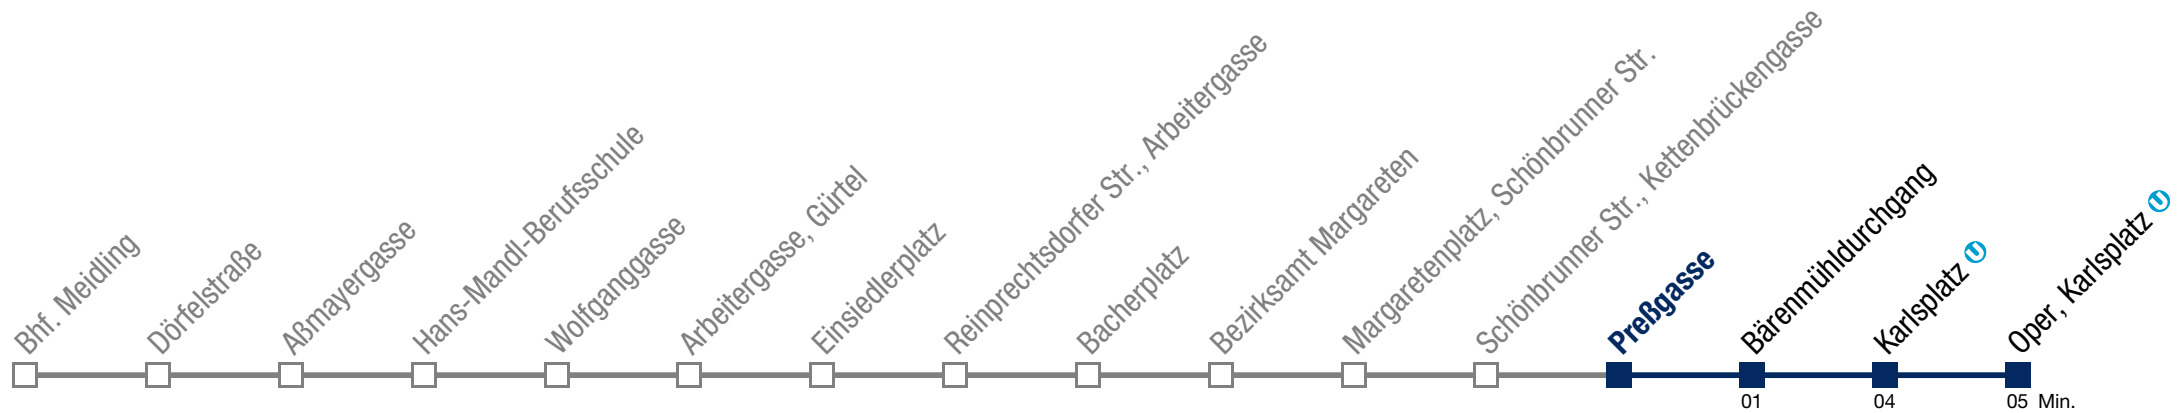 Bhf. Meidling
Dörfelstraße
Aßmayergasse
Hans-Mandl-Berufsschule
Wolfganggasse
Arbeitergasse, Gürtel
Einsiedlerplatz
Reinprechtsdorfer Str., Arbeitergasse
Bacherplatz
Bezirksamt Margareten
Margaretenplatz, Schönbrunner Str.
Schönbrunner Str., Kettenbrückengasse
Preßgasse
Bärenmühldurchgang
Karlsplatz U
Oper, Karlsplatz U
01 04 05 Min.